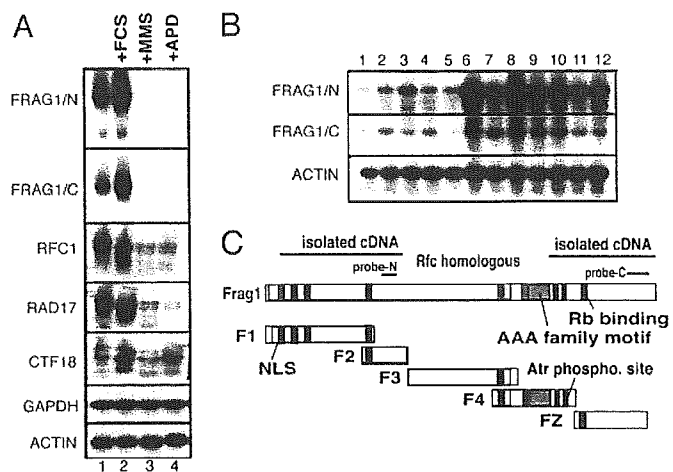 A
+FCS
+MMS
+APD
FRAG1/N
FRAG1/C
RFC1
RAD17
CTF18
GAPDH
ACTIN
1 2 3 4
B
1 2 3 4 5 6 7 8 9 10 11 12
FRAG1/N
FRAG1/C
ACTIN
C
isolated cDNA
isolated cDNA
probe-N
Rfc homologous
probe-C
Frag1
Rb binding
AAA family motif
F1
NLS
F2
Atr phospho. site
F3
F4
FZ